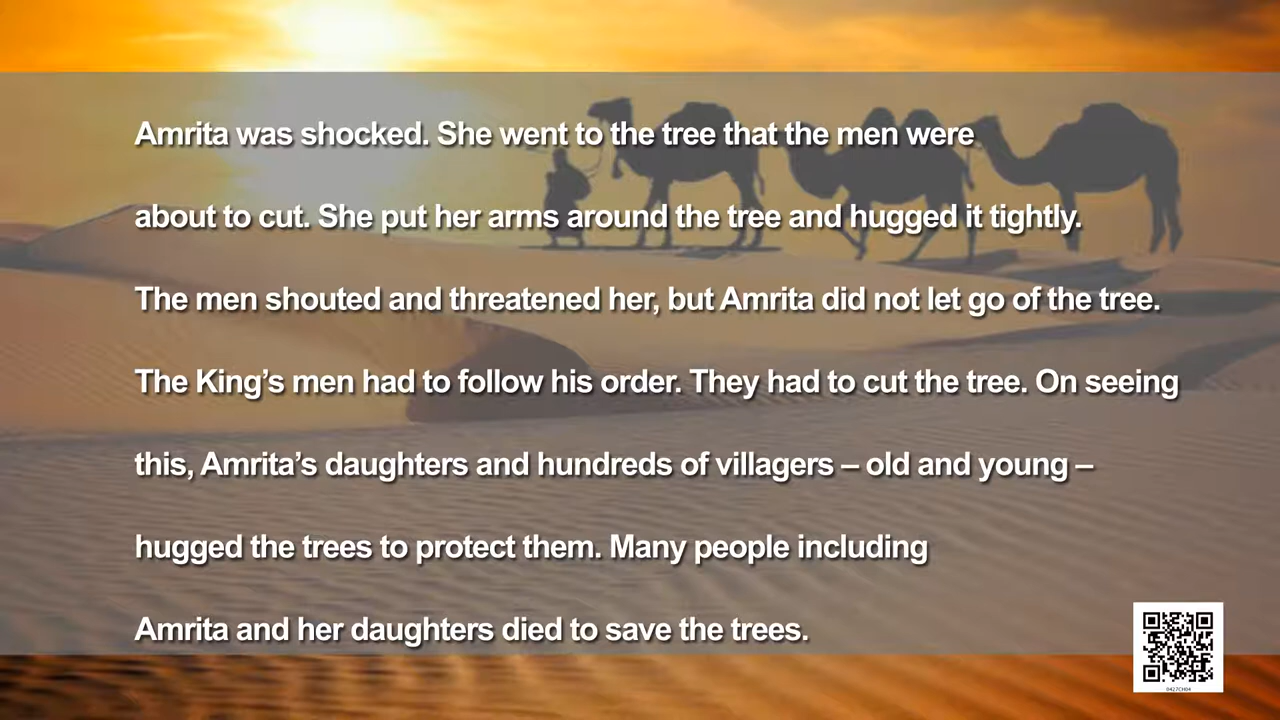 Amrita was shocked. She went to the tree that the men were
about to cut. She put her arms around the tree and hugged it tightly.
The men shouted and threatened her, but Amrita did not let go of the tree.
The King’s men had to follow his order. They had to cut the tree. On seeing
this, Amrita’s daughters and hundreds of villagers – old and young –
hugged the trees to protect them. Many people including
Amrita and her daughters died to save the trees.
0427CH04